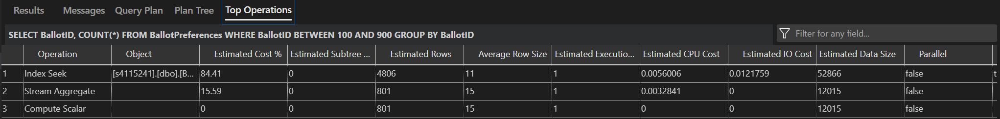 Results Messages Query Plan Plan Tree Top Operations
SELECT BallotID, COUNT(*) FROM BallotPreferences WHERE BallotID BETWEEN 100 AND 900 GROUP BY BallotID Filter for any field...
Operation Object Estimated Cost % Estimated Subtree ... Estimated Rows Average Row Size Estimated Executio... Estimated CPU Cost Estimated IO Cost Estimated Data Size Parallel
1 Index Seek [s4115241].[dbo].[B... 84.41 0 4806 11 1 0.0056006 0.0121759 52866 false t
2 Stream Aggregate 15.59 0 801 15 1 0.0032841 0 12015 false
3 Compute Scalar 0 0 801 15 1 0 0 12015 false